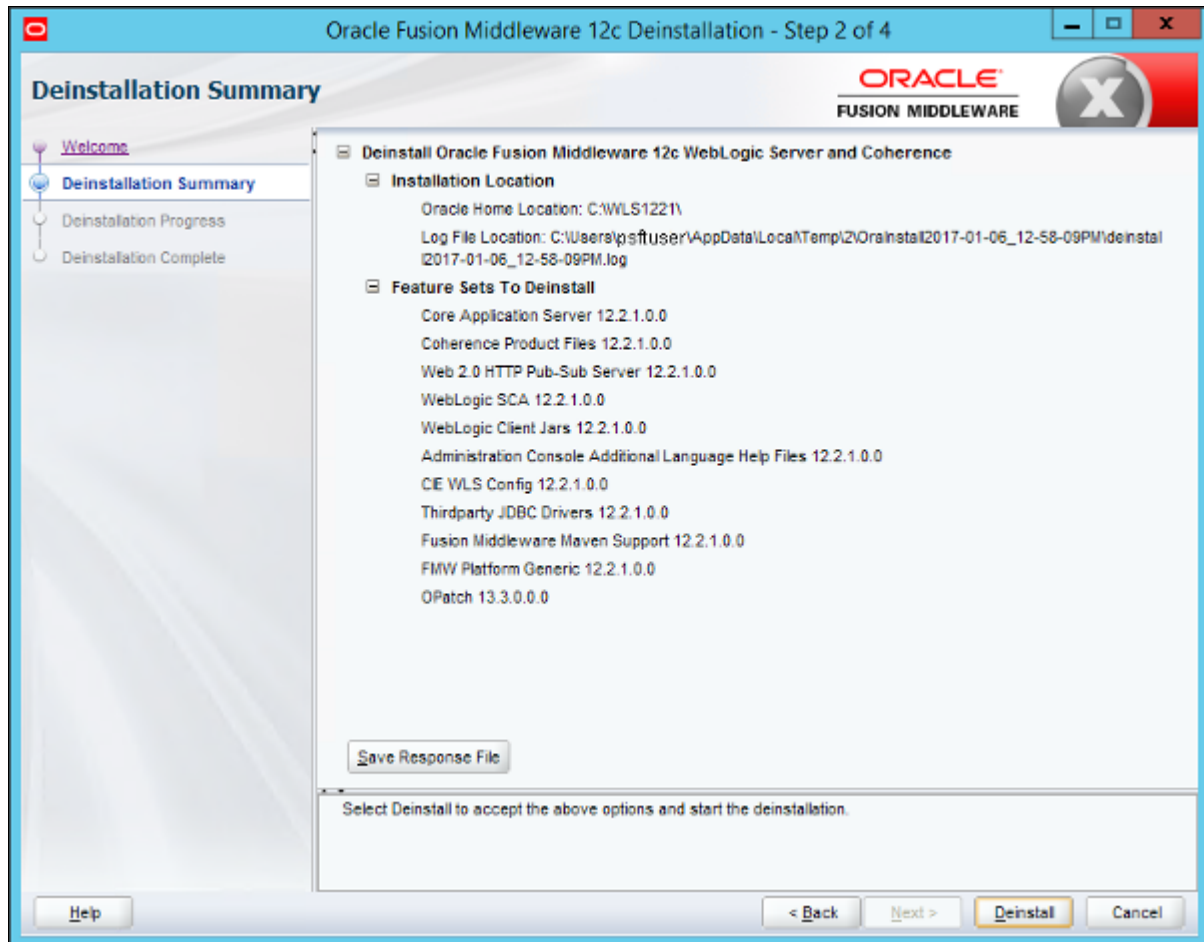 Oracle Fusion Middleware 12c Deinstallation - Step 2 of 4
Deinstallation Summary
ORACLE
FUSION MIDDLEWARE
Welcome
Deinstallation Summary
Deinstallation Progress
Deinstallation Complete
Deinstall Oracle Fusion Middleware 12c WebLogic Server and Coherence
Installation Location
Oracle Home Location: C:\WLS1221\
Log File Location: C:\Users\psftuser\AppData\Local\Temp\2\OraInstall2017-01-06_12-58-09PM\deinstal
l2017-01-06_12-58-09PM.log
Feature Sets To Deinstall
Core Application Server 12.2.1.0.0
Coherence Product Files 12.2.1.0.0
Web 2.0 HTTP Pub-Sub Server 12.2.1.0.0
WebLogic SCA 12.2.1.0.0
WebLogic Client Jars 12.2.1.0.0
Administration Console Additional Language Help Files 12.2.1.0.0
CIE WLS Config 12.2.1.0.0
Thirdparty JDBC Drivers 12.2.1.0.0
Fusion Middleware Maven Support 12.2.1.0.0
FMW Platform Generic 12.2.1.0.0
OPatch 13.3.0.0.0
Save Response File
Select Deinstall to accept the above options and start the deinstallation.
Help
< Back
Next >
Deinstall
Cancel